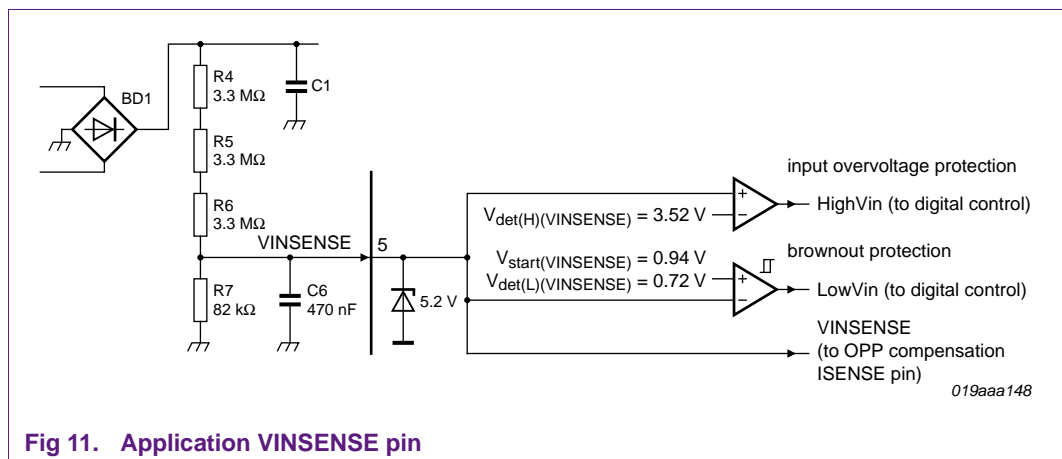 BD1
R4
3.3 MΩ
C1
R5
3.3 MΩ
R6
3.3 MΩ
VINSENSE
5
R7
82 kΩ
C6
470 nF
5.2 V
input overvoltage protection
+
−
HighVin (to digital control)
Vdet(H)(VINSENSE) = 3.52 V
brownout protection
Vstart(VINSENSE) = 0.94 V
Vdet(L)(VINSENSE) = 0.72 V
+
−
LowVin (to digital control)
VINSENSE
(to OPP compensation
ISENSE pin)
019aaa148
Fig 11. Application VINSENSE pin